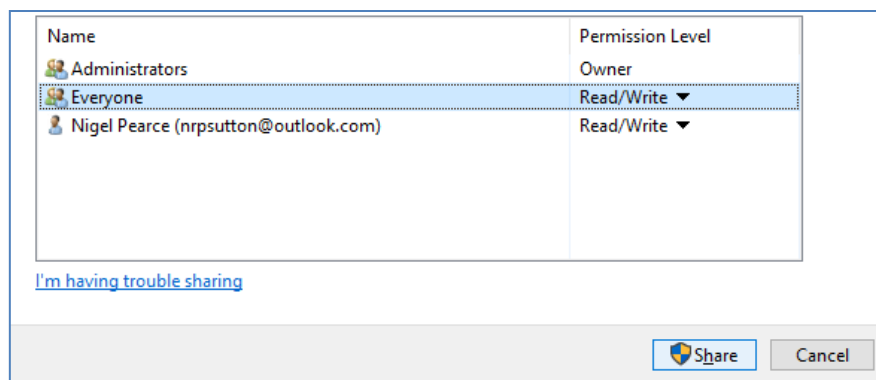 Name Permission Level
Administrators Owner
Everyone Read/Write
Nigel Pearce (nrpsutton@outlook.com) Read/Write
I'm having trouble sharing
Share Cancel